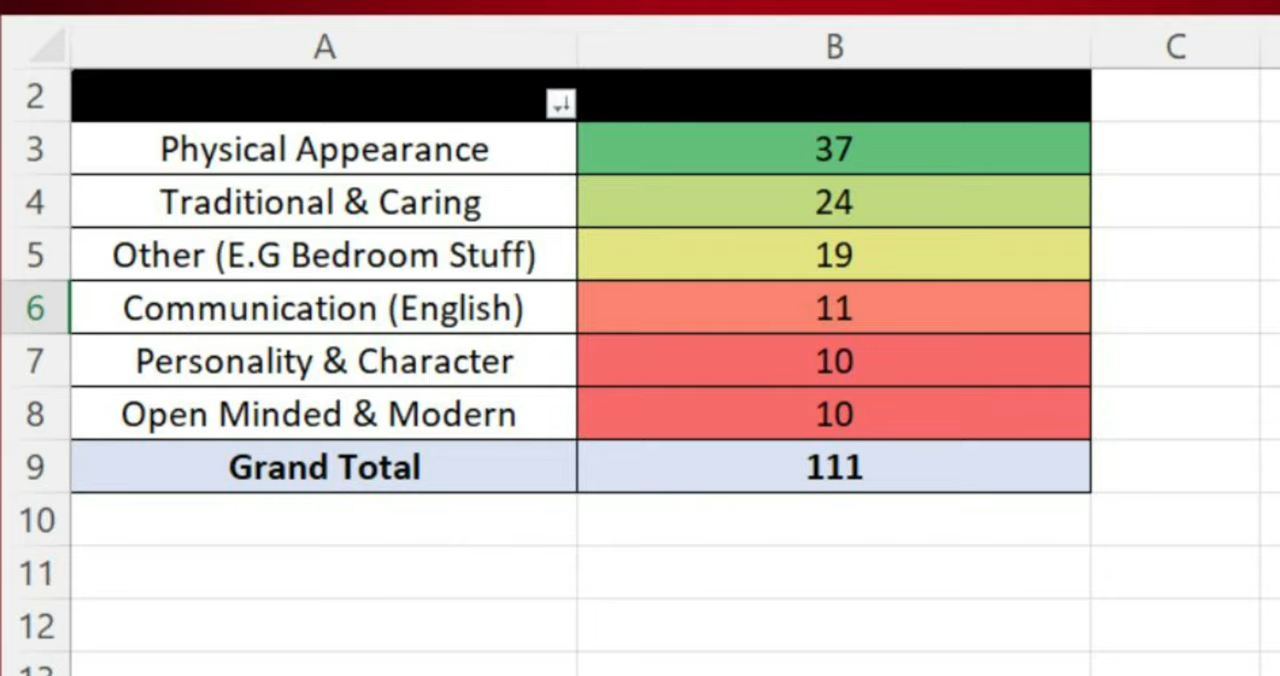 A B C
2
3 Physical Appearance 37
4 Traditional & Caring 24
5 Other (E.G Bedroom Stuff) 19
6 Communication (English) 11
7 Personality & Character 10
8 Open Minded & Modern 10
9 Grand Total 111
10
11
12
13